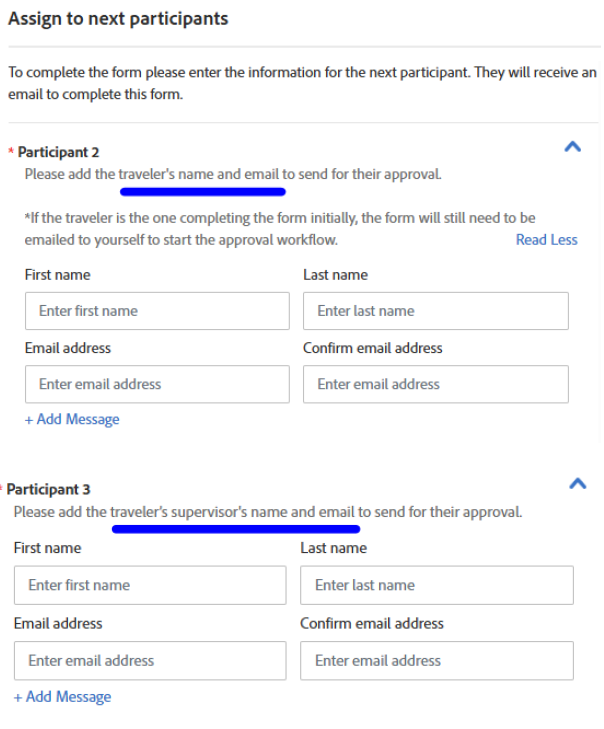 Assign to next participants
To complete the form please enter the information for the next participant. They will receive an
email to complete this form.
* Participant 2
Please add the traveler's name and email to send for their approval.
*If the traveler is the one completing the form initially, the form will still need to be
emailed to yourself to start the approval workflow. Read Less
First name Last name
Enter first name Enter last name
Email address Confirm email address
Enter email address Enter email address
+ Add Message
* Participant 3
Please add the traveler's supervisor's name and email to send for their approval.
First name Last name
Enter first name Enter last name
Email address Confirm email address
Enter email address Enter email address
+ Add Message